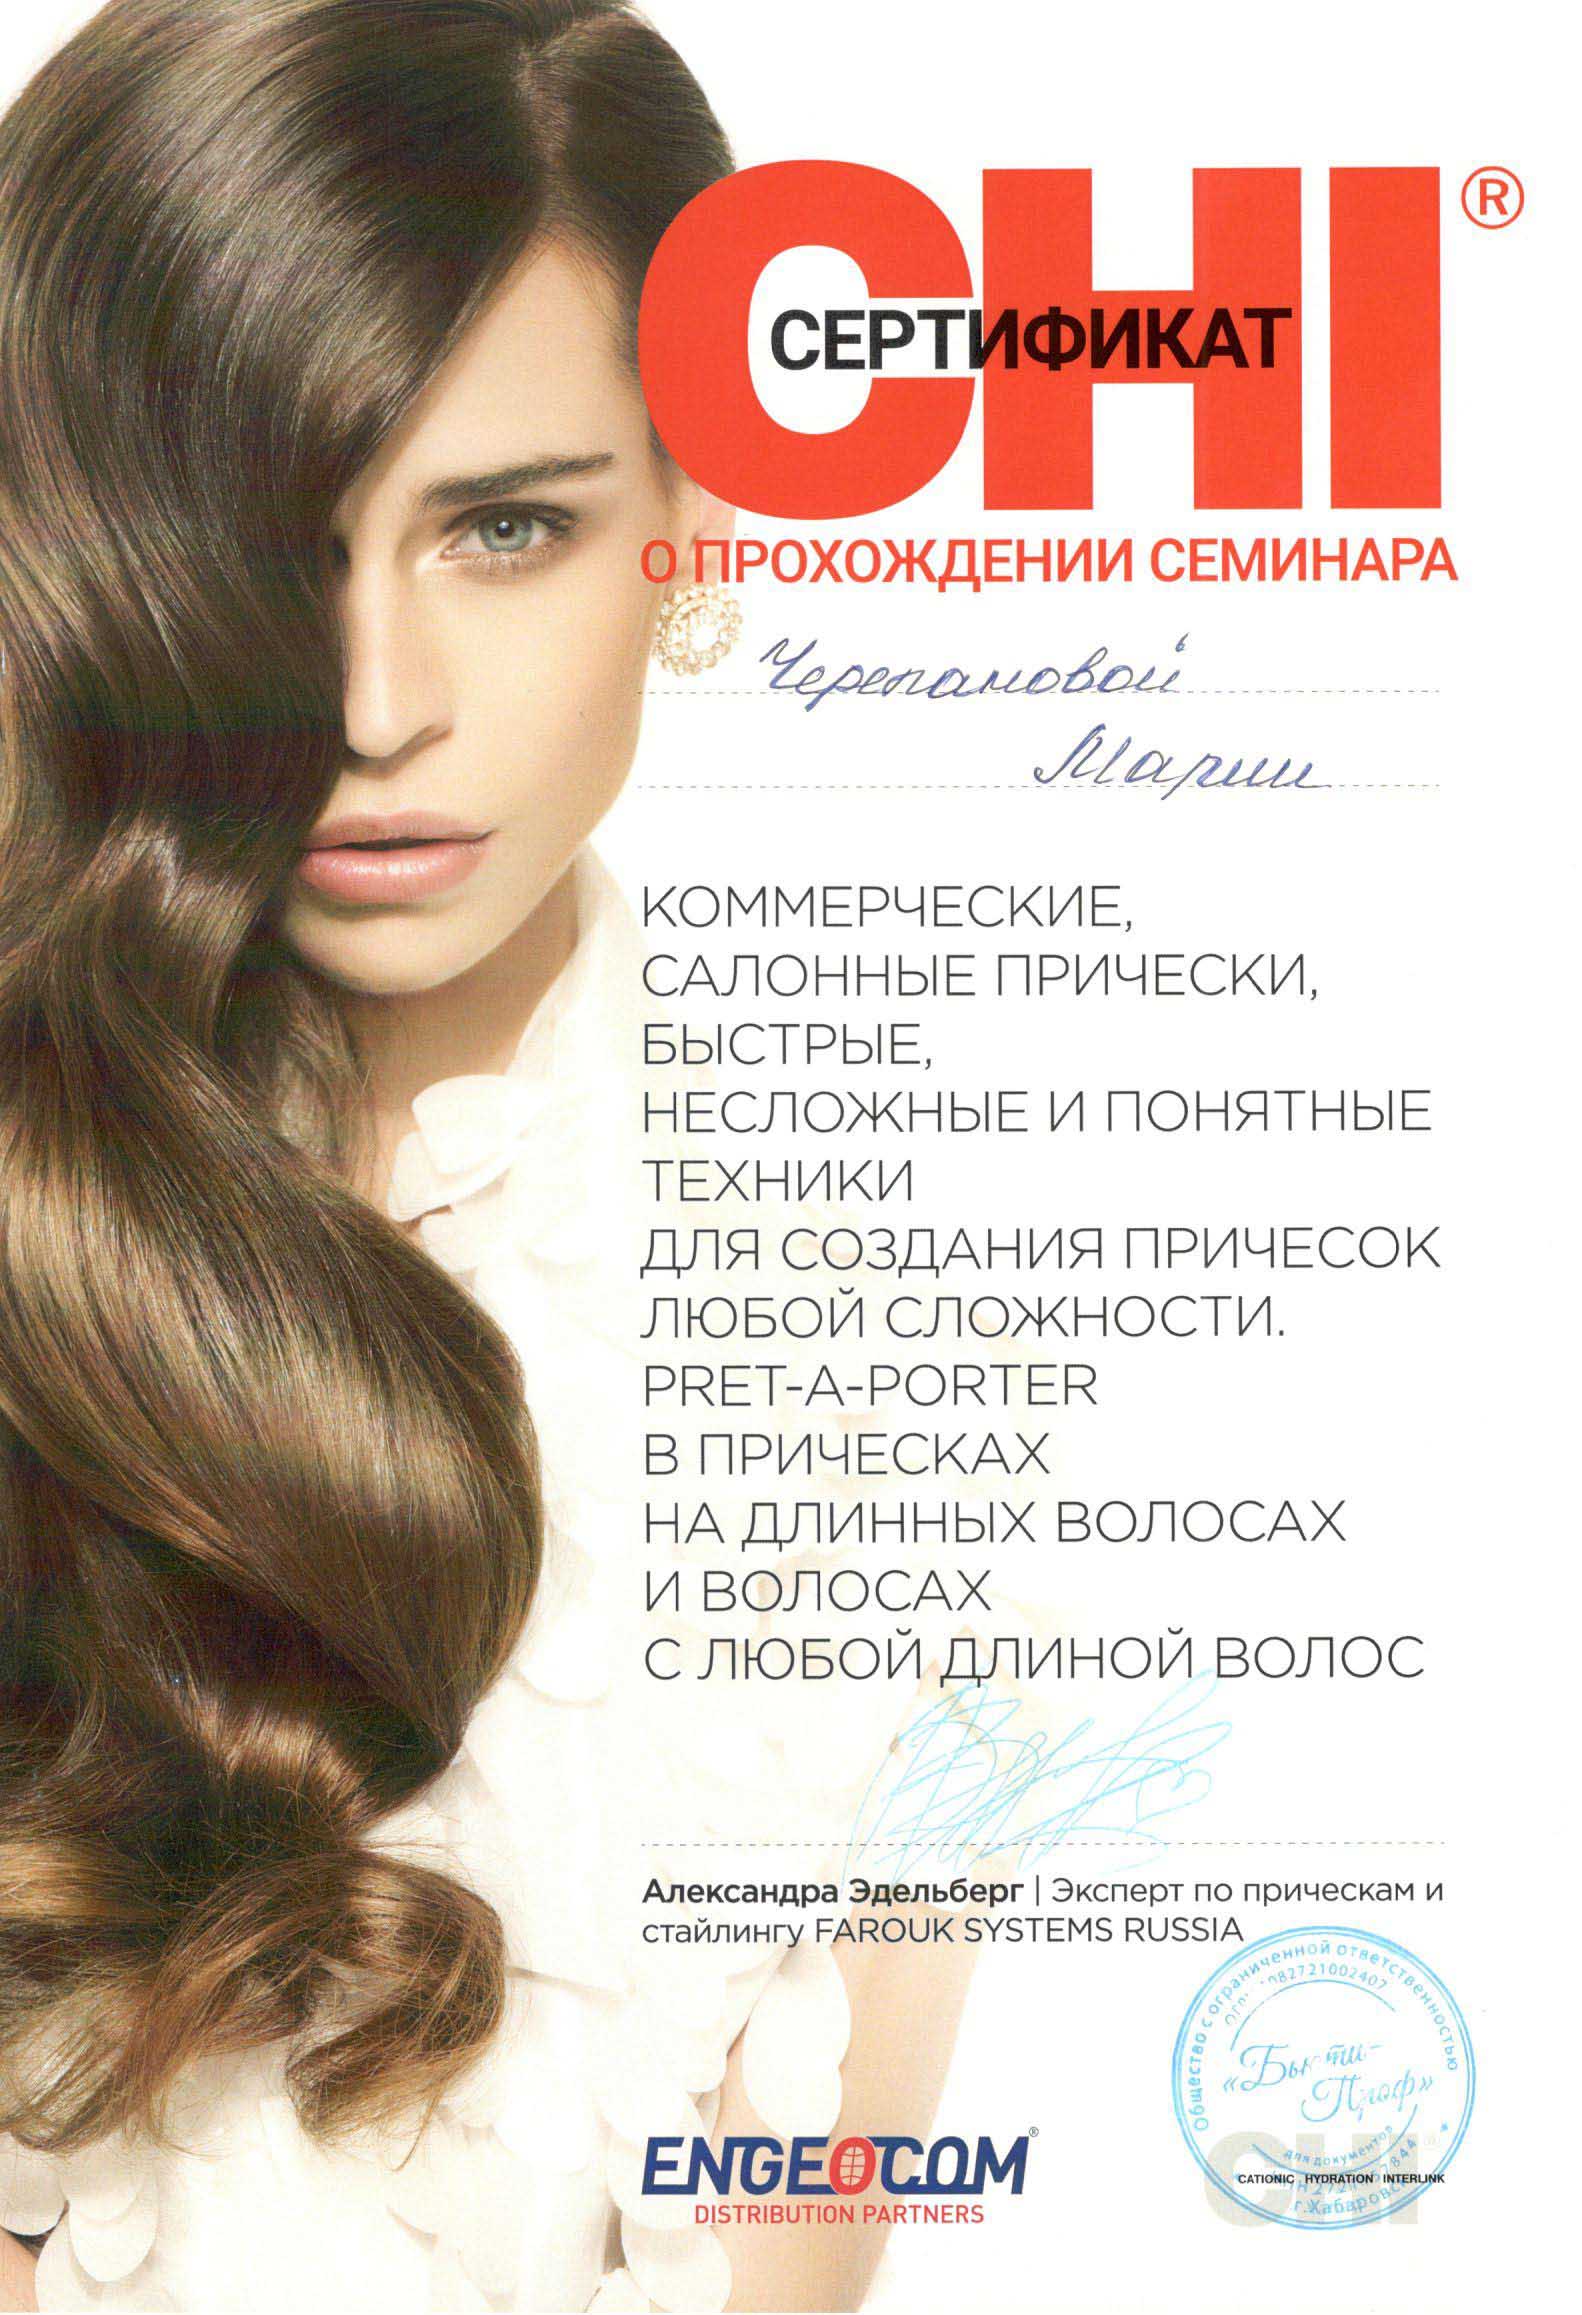 CHI®
СЕРТИФИКАТ
О ПРОХОЖДЕНИИ СЕМИНАРА
Черепановой
Марии
КОММЕРЧЕСКИЕ,
САЛОННЫЕ ПРИЧЕСКИ,
БЫСТРЫЕ,
НЕСЛОЖНЫЕ И ПОНЯТНЫЕ
ТЕХНИКИ
ДЛЯ СОЗДАНИЯ ПРИЧЕСОК
ЛЮБОЙ СЛОЖНОСТИ.
PRET-A-PORTER
В ПРИЧЕСКАХ
НА ДЛИННЫХ ВОЛОСАХ
И ВОЛОСАХ
С ЛЮБОЙ ДЛИНОЙ ВОЛОС
Александра Эдельберг | Эксперт по прическам и
стайлингу FAROUK SYSTEMS RUSSIA
Общество с ограниченной ответственностью
«Бьюти-
Проф»
для документов
г.Хабаровск
ENGEOCOM®
DISTRIBUTION PARTNERS
CHI
CATIONIC HYDRATION INTERLINK